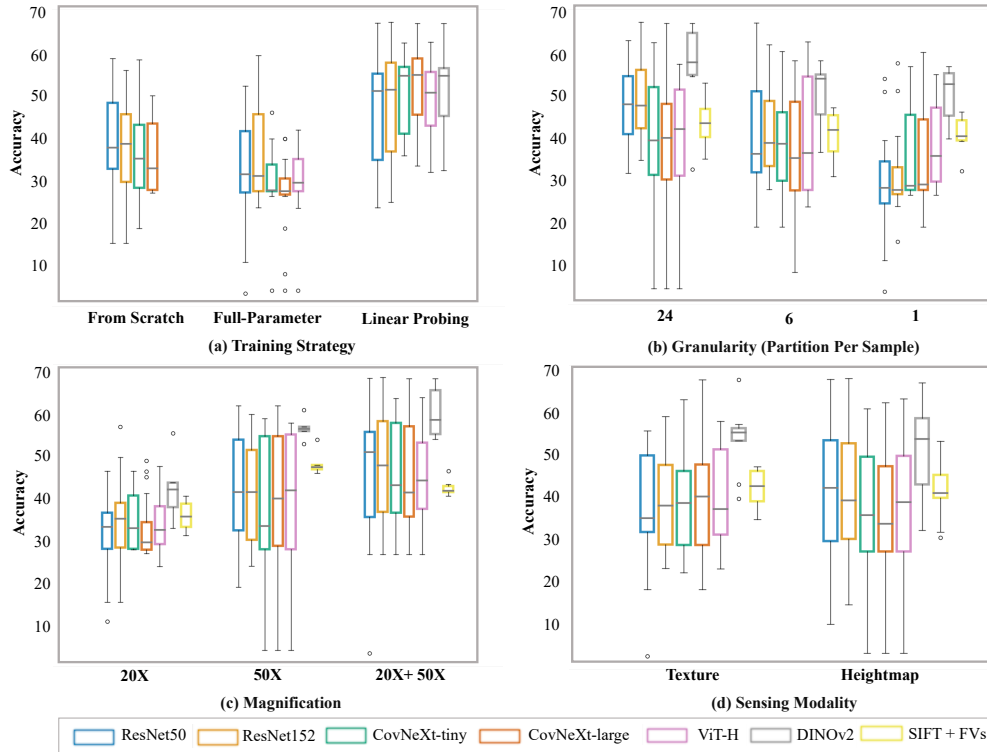 70
60
50
40
30
20
10
Accuracy
From Scratch Full-Parameter Linear Probing
(a) Training Strategy
70
60
50
40
30
20
10
Accuracy
24 6 1
(b) Granularity (Partition Per Sample)
70
60
50
40
30
20
10
Accuracy
20X 50X 20X+ 50X
(c) Magnification
70
60
50
40
30
20
10
Accuracy
Texture Heightmap
(d) Sensing Modality
ResNet50 ResNet152 CovNeXt-tiny CovNeXt-large ViT-H DINOv2 SIFT + FVs